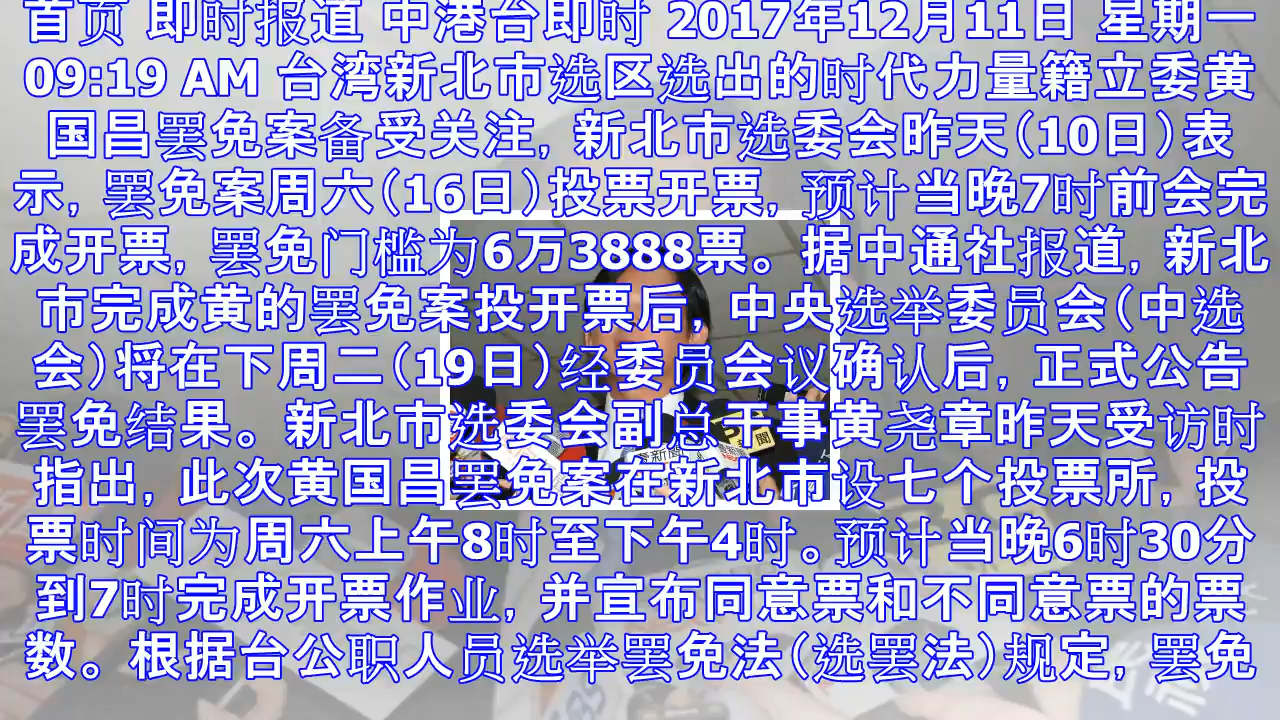 首页 即时报道 中港台即时 2017年12月11日 星期一
09:19 AM 台湾新北市选区选出的时代力量籍立委黄
国昌罢免案备受关注, 新北市选委会昨天(10日)表
示, 罢免案周六(16日)投票开票, 预计当晚7时前会完
成开票, 罢免门槛为6万3888票。据中通社报道, 新北
市完成黄的罢免案投开票后, 中央选举委员会(中选
会)将在下周二(19日)经委员会议确认后, 正式公告
罢免结果。新北市选委会副总干事黄尧章昨天受访时
指出, 此次黄国昌罢免案在新北市设七个投票所, 投
票时间为周六上午8时至下午4时。预计当晚6时30分
到7时完成开票作业, 并宣布同意票和不同意票的票
数。根据台公职人员选举罢免法(选罢法)规定, 罢免